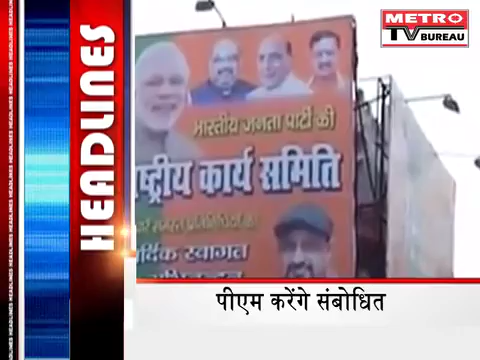 METRO
TV BUREAU
HEADLINES
भारतीय जनता पार्टी की
राष्ट्रीय कार्य समिति
स्वागत
पीएम करेंगे संबोधित